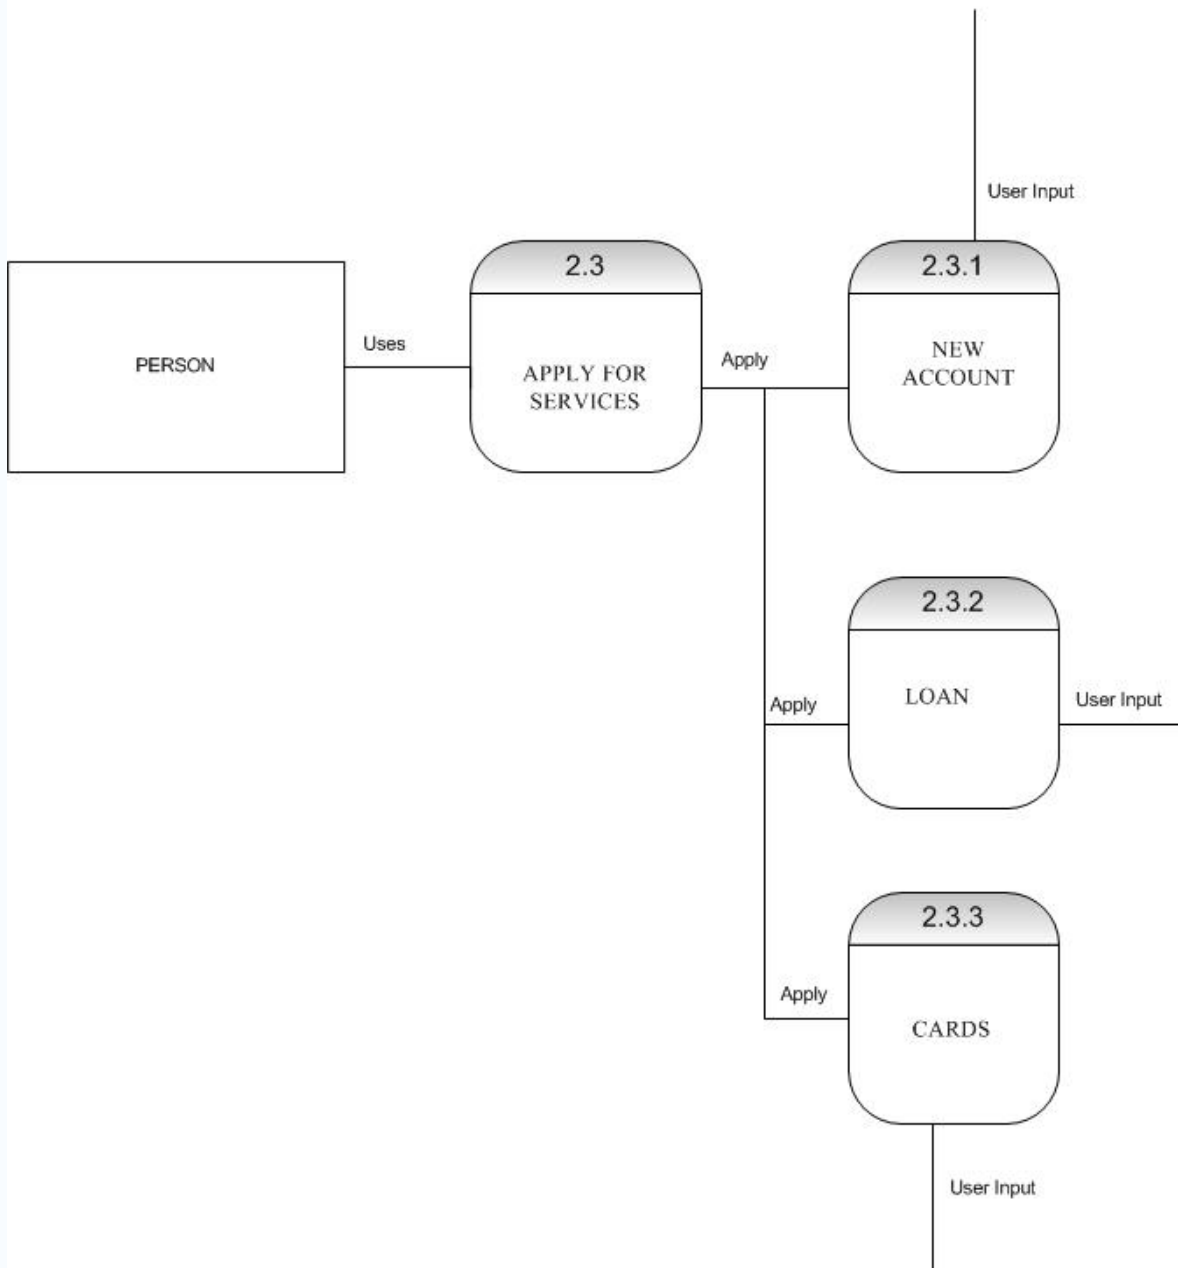 User Input
2.3
2.3.1
PERSON
Uses
APPLY FOR
SERVICES
Apply
NEW
ACCOUNT
2.3.2
Apply
LOAN
User Input
2.3.3
Apply
CARDS
User Input